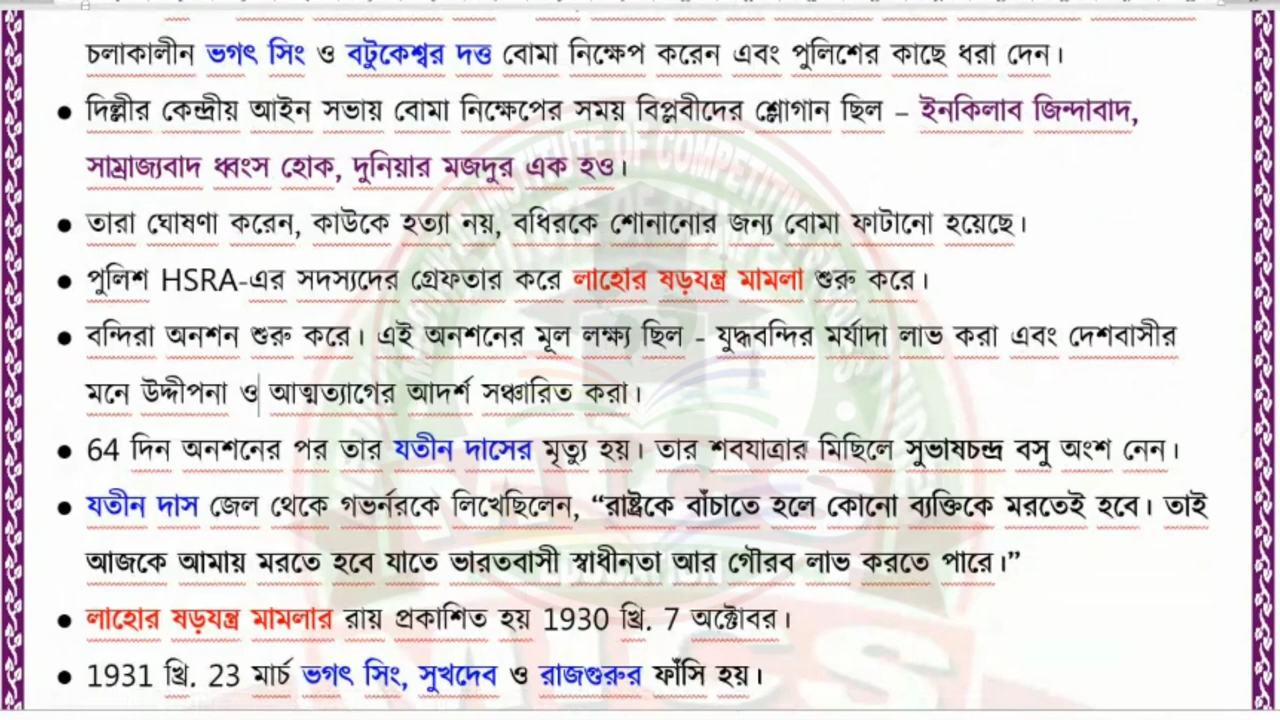 চলাকালীন ভগৎ সিং ও বটুকেশ্বর দত্ত বোমা নিক্ষেপ করেন এবং পুলিশের কাছে ধরা দেন।
● দিল্লীর কেন্দ্রীয় আইন সভায় বোমা নিক্ষেপের সময় বিপ্লবীদের শ্লোগান ছিল – ইনকিলাব জিন্দাবাদ,
সাম্রাজ্যবাদ ধ্বংস হোক, দুনিয়ার মজদুর এক হও।
● তারা ঘোষণা করেন, কাউকে হত্যা নয়, বধিরকে শোনানোর জন্য বোমা ফাটানো হয়েছে।
● পুলিশ HSRA-এর সদস্যদের গ্রেফতার করে লাহোর ষড়যন্ত্র মামলা শুরু করে।
● বন্দিরা অনশন শুরু করে। এই অনশনের মূল লক্ষ্য ছিল - যুদ্ধবন্দির মর্যাদা লাভ করা এবং দেশবাসীর
মনে উদ্দীপনা ও আত্মত্যাগের আদর্শ সঞ্চারিত করা।
● 64 দিন অনশনের পর তার যতীন দাসের মৃত্যু হয়। তার শবযাত্রার মিছিলে সুভাষচন্দ্র বসু অংশ নেন।
● যতীন দাস জেল থেকে গভর্নরকে লিখেছিলেন, “রাষ্ট্রকে বাঁচাতে হলে কোনো ব্যক্তিকে মরতেই হবে। তাই
আজকে আমায় মরতে হবে যাতে ভারতবাসী স্বাধীনতা আর গৌরব লাভ করতে পারে।”
● লাহোর ষড়যন্ত্র মামলার রায় প্রকাশিত হয় 1930 খ্রি. 7 অক্টোবর।
● 1931 খ্রি. 23 মার্চ ভগৎ সিং, সুখদেব ও রাজগুরুর ফাঁসি হয়।